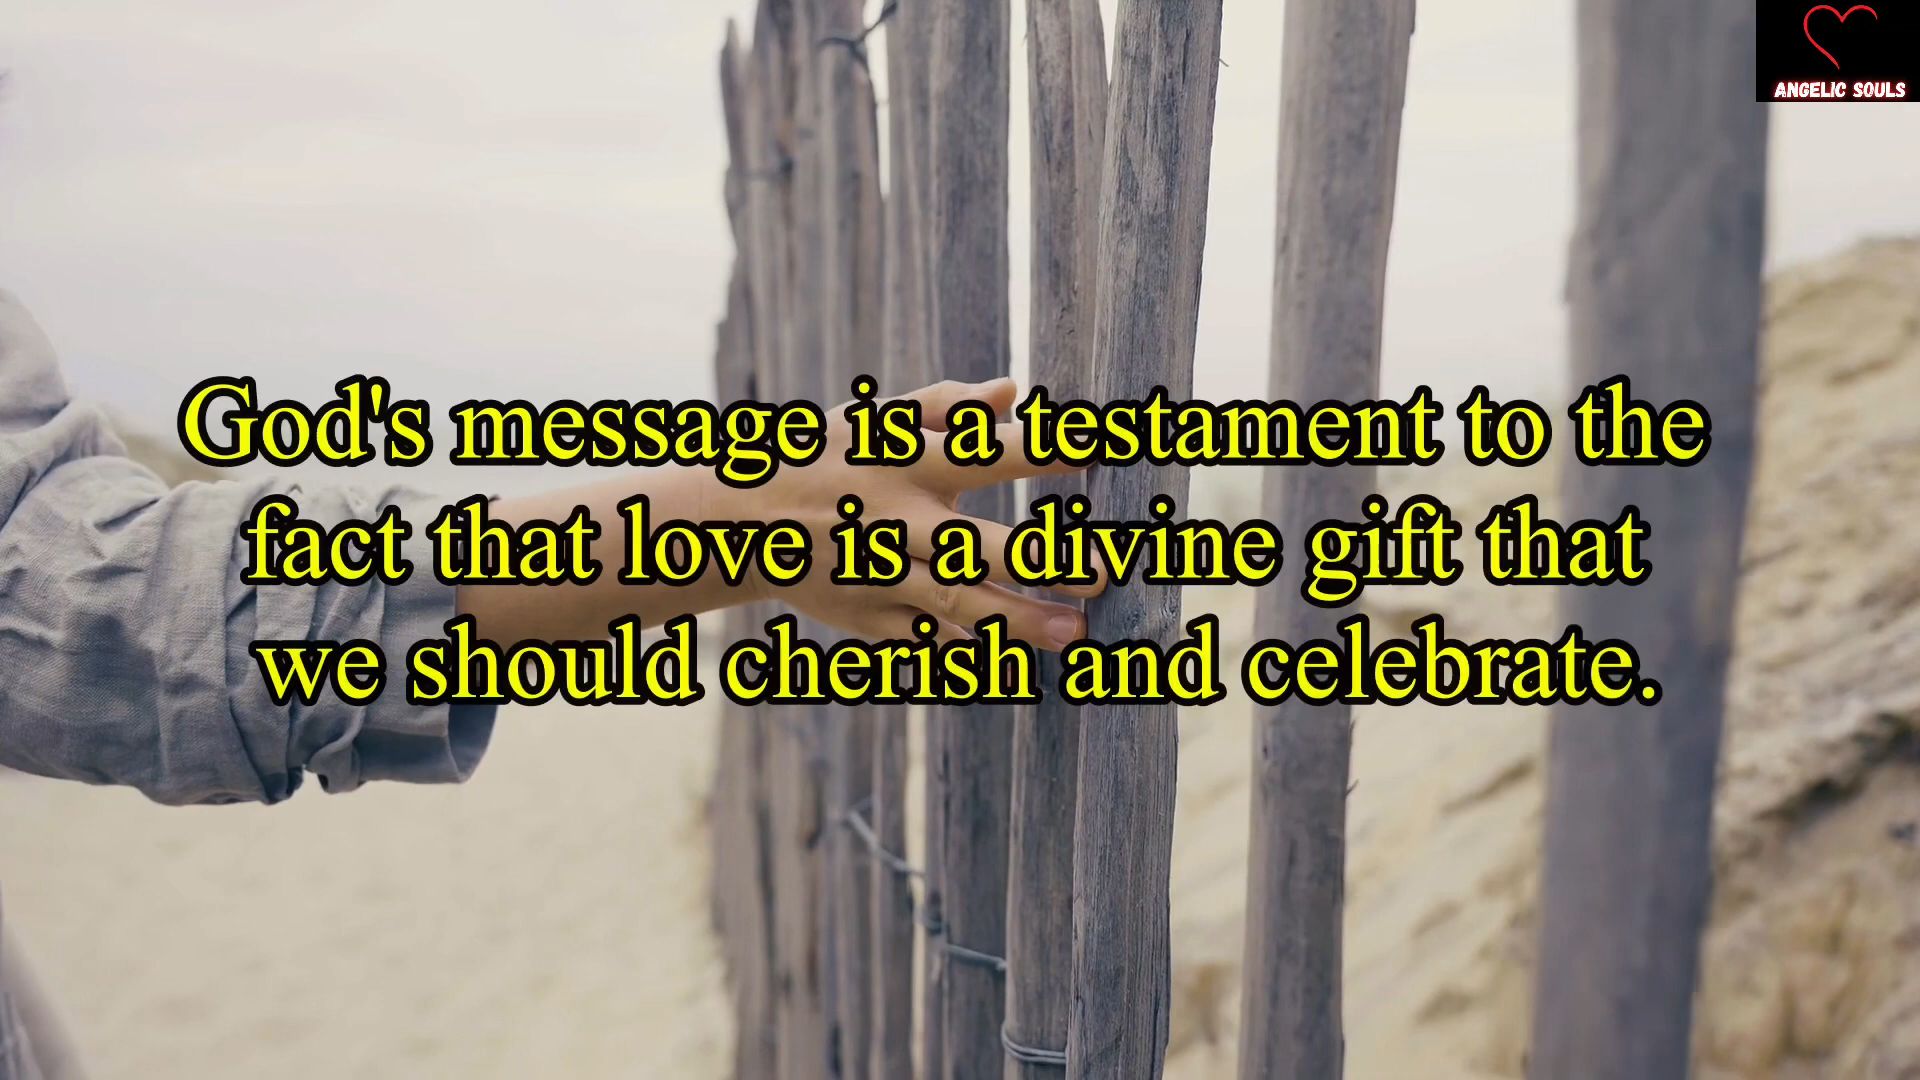 ANGELIC SOULS
God's message is a testament to the
fact that love is a divine gift that
we should cherish and celebrate.